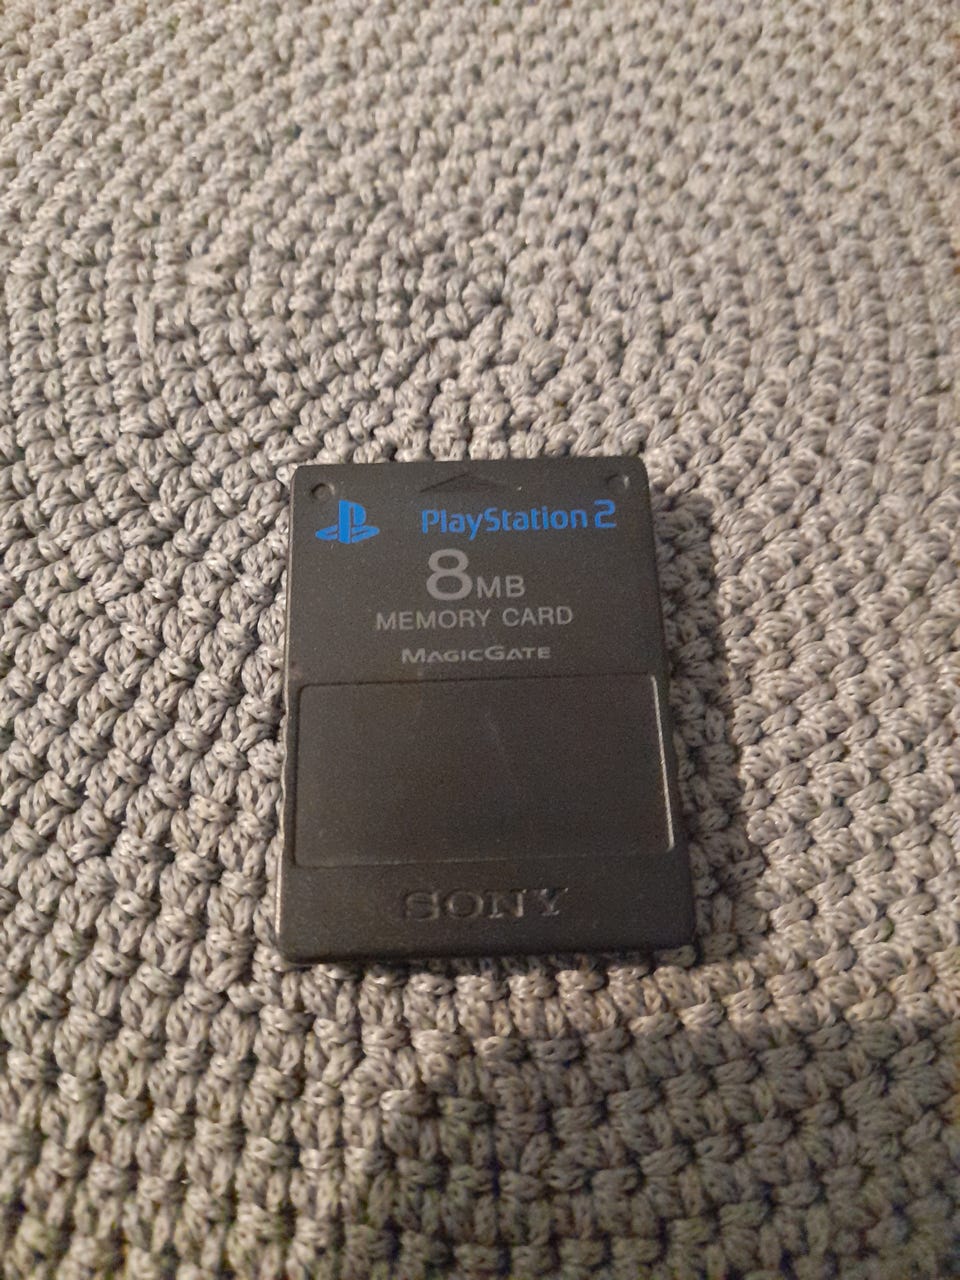 PlayStation 2
8MB
MEMORY CARD
MAGICGATE
SONY